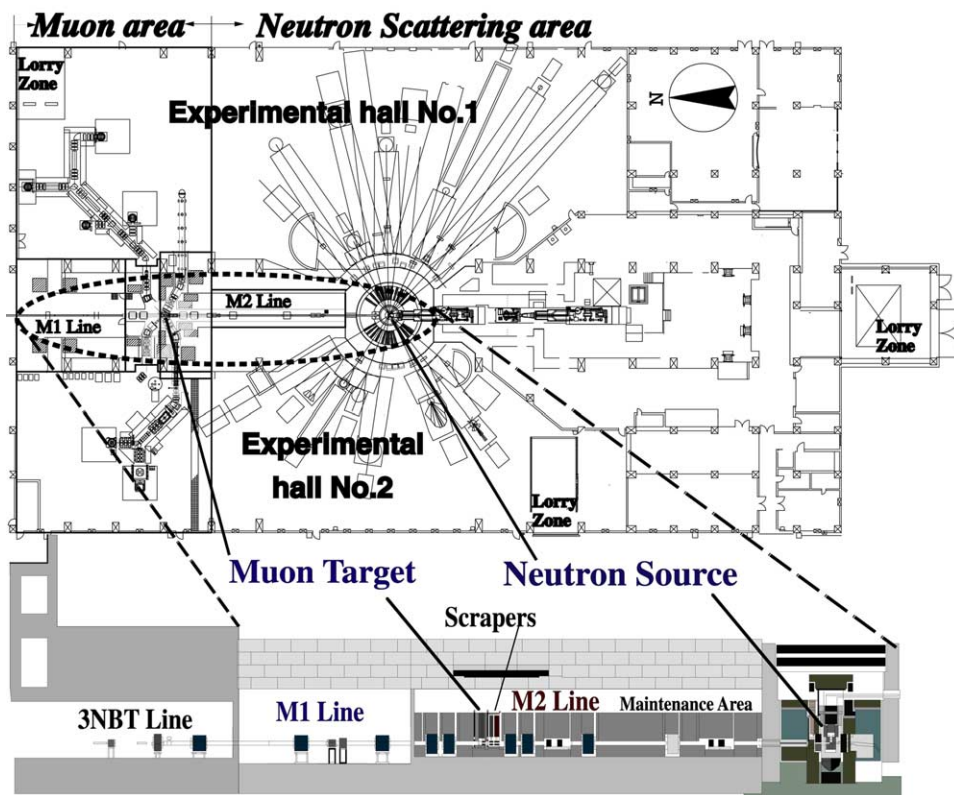 Muon area
Neutron Scattering area
Lorry
Zone
Experimental hall No.1
N
M2 Line
M1 Line
Lorry
Zone
Experimental
hall No.2
Lorry
Zone
Muon Target
Neutron Source
Scrapers
3NBT Line
M1 Line
M2 Line
Maintenance Area